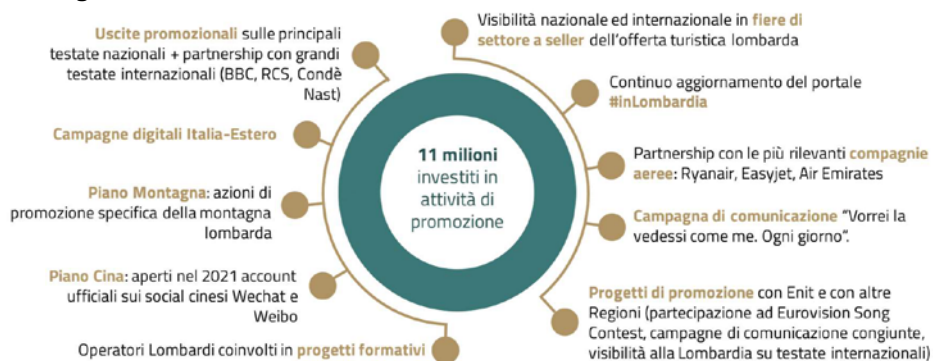 Uscite promozionali sulle principali
testate nazionali + partnership con grandi
testate internazionali (BBC, RCS, Condè
Nast)
Campagne digitali Italia-Estero
Piano Montagna: azioni di
promozione specifica della montagna
lombarda
Piano Cina: aperti nel 2021 account
ufficiali sui social cinesi Wechat e
Weibo
Operatori Lombardi coinvolti in progetti formativi
11 milioni
investiti in
attività di
promozione
Visibilità nazionale ed internazionale in fiere di
settore a seller dell'offerta turistica lombarda
Continuo aggiornamento del portale
#inLombardia
Partnership con le più rilevanti compagnie
aeree: Ryanair, Easyjet, Air Emirates
Campagna di comunicazione "Vorrei la
vedessi come me. Ogni giorno".
Progetti di promozione con Enit e con altre
Regioni (partecipazione ad Eurovision Song
Contest, campagne di comunicazione congiunte,
visibilità alla Lombardia su testate internazionali)